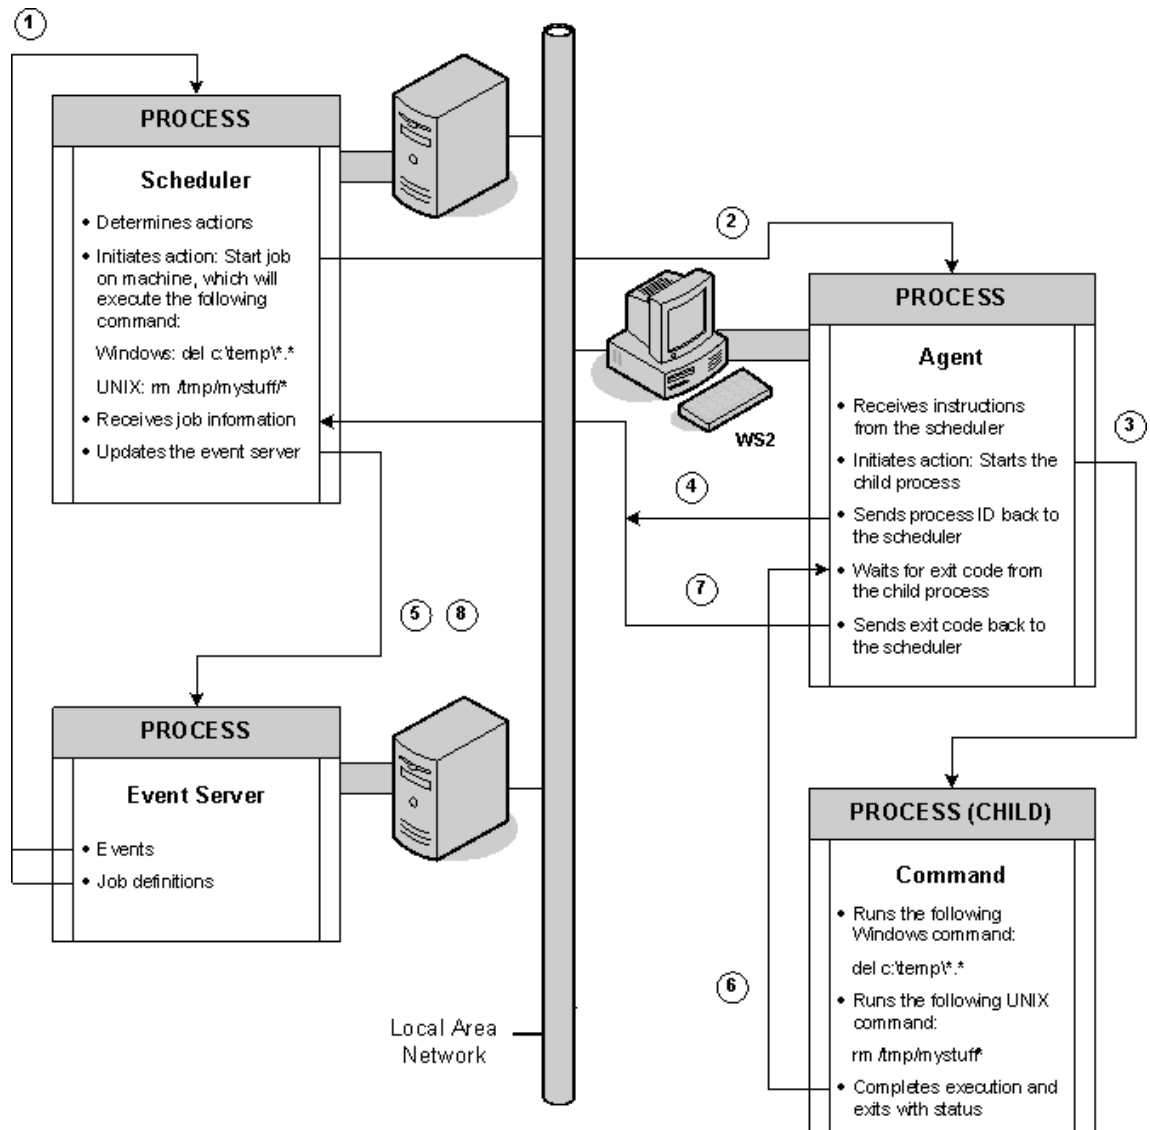 1
PROCESS
Scheduler
• Determines actions
• Initiates action: Start job
on machine, which will
execute the following
command:
Windows: del c:\temp\*.*
UNIX: rm /tmp/mystuff/*
• Receives job information
• Updates the event server
2
PROCESS
Agent
• Receives instructions
from the scheduler
• Initiates action: Starts the
child process
• Sends process ID back to
the scheduler
• Waits for exit code from
the child process
• Sends exit code back to
the scheduler
WS2
3
4
7
5 8
PROCESS
Event Server
• Events
• Job definitions
PROCESS (CHILD)
Command
• Runs the following
Windows command:
del c:\temp\*.*
• Runs the following UNIX
command:
rm /tmp/mystuff*
• Completes execution and
exits with status
6
Local Area
Network